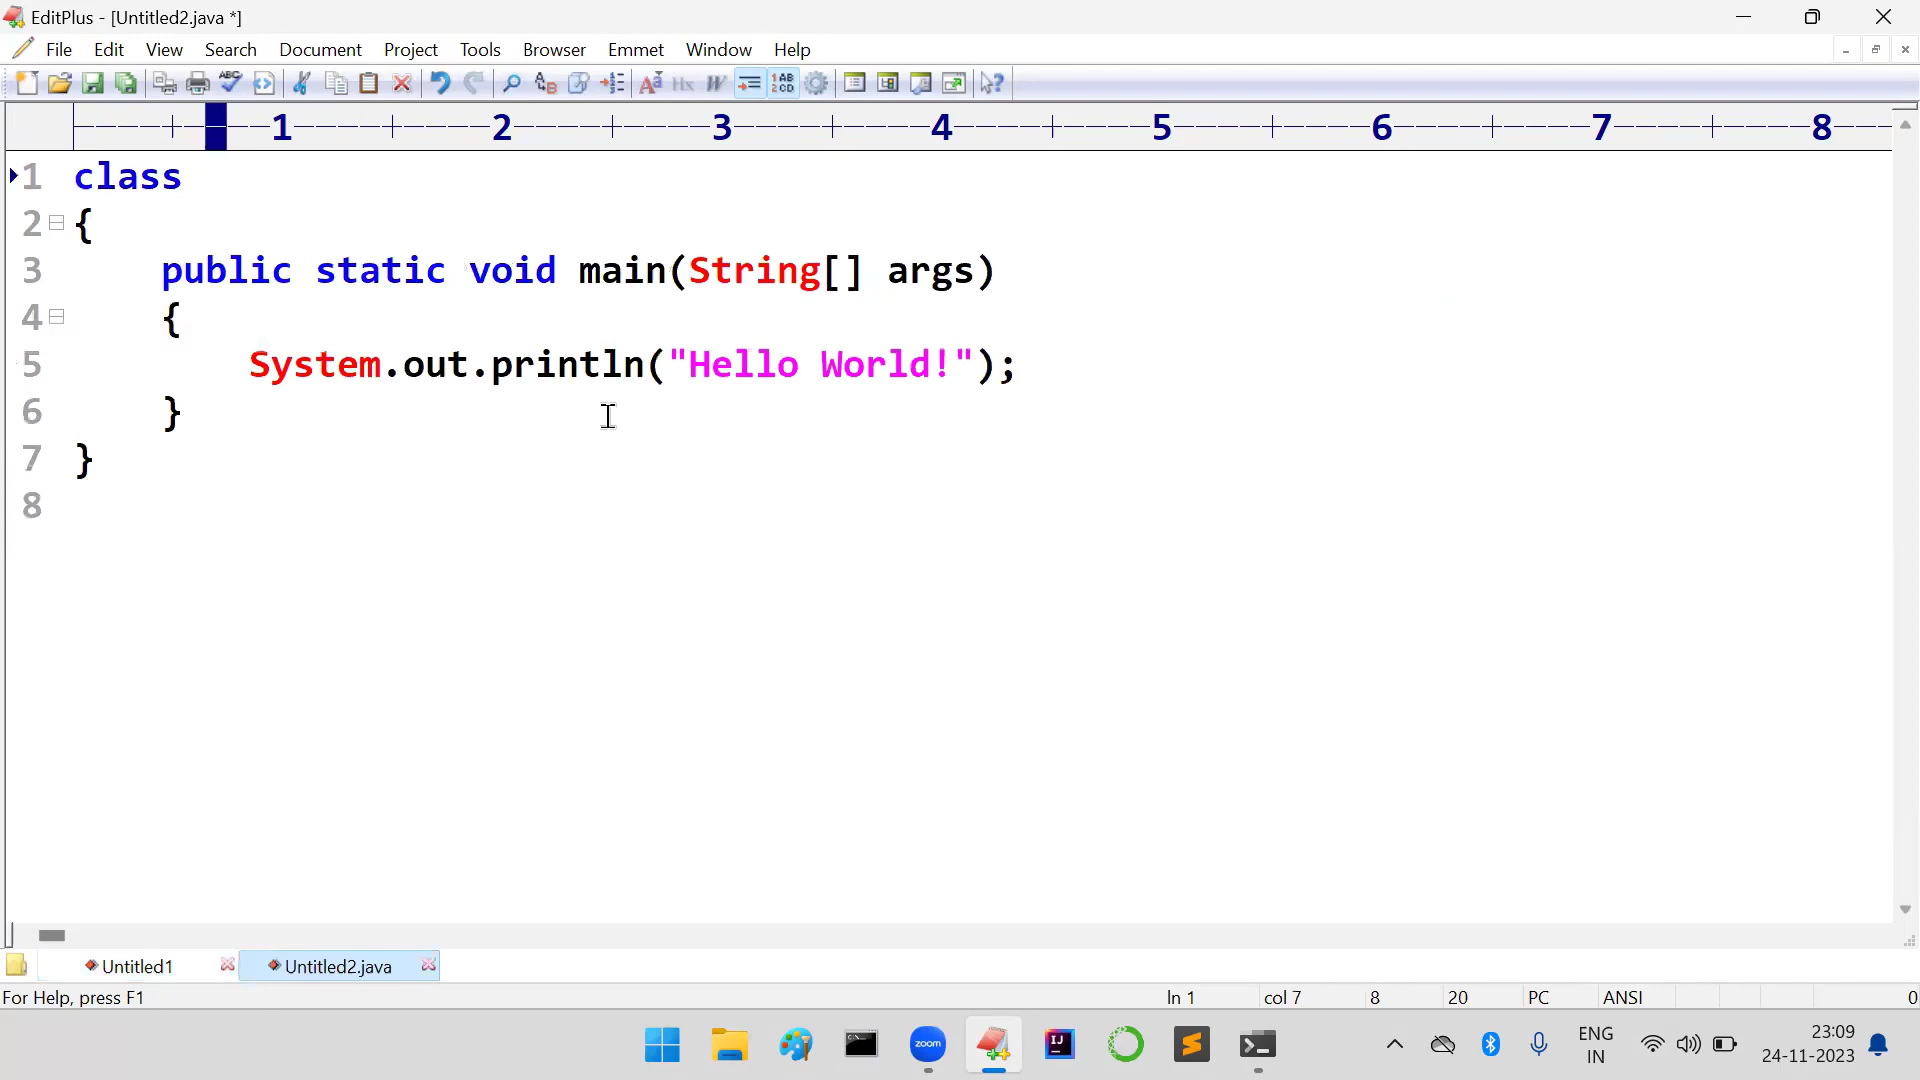 EditPlus - [Untitled2.java *]
File Edit View Search Document Project Tools Browser Emmet Window Help
1 2 3 4 5 6 7 8
1 class
2 {
3 public static void main(String[] args)
4 {
5 System.out.println("Hello World!");
6 }
7 }
8
Untitled1 Untitled2.java
For Help, press F1 ln 1 col 7 8 20 PC ANSI 0
zoom IJ ENG IN 23:09
24-11-2023